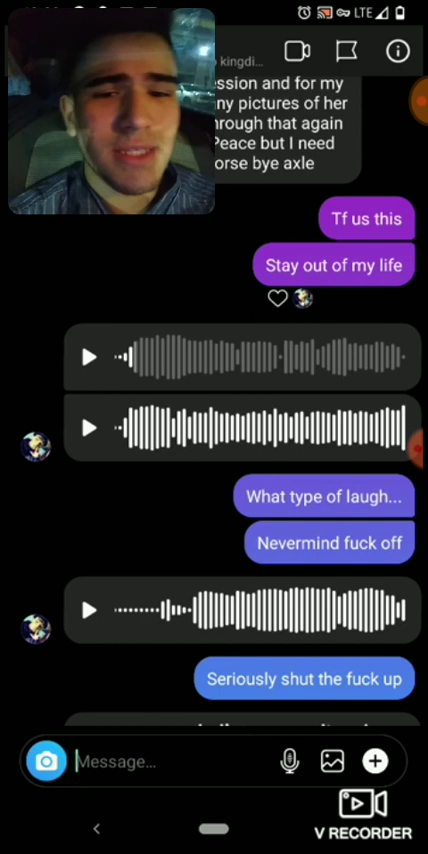 LTE
kingdi...
ession and for my
ny pictures of her
hrough that again
Peace but I need
orse bye axle
Tf us this
Stay out of my life
What type of laugh...
Nevermind fuck off
Seriously shut the fuck up
Message...
V RECORDER